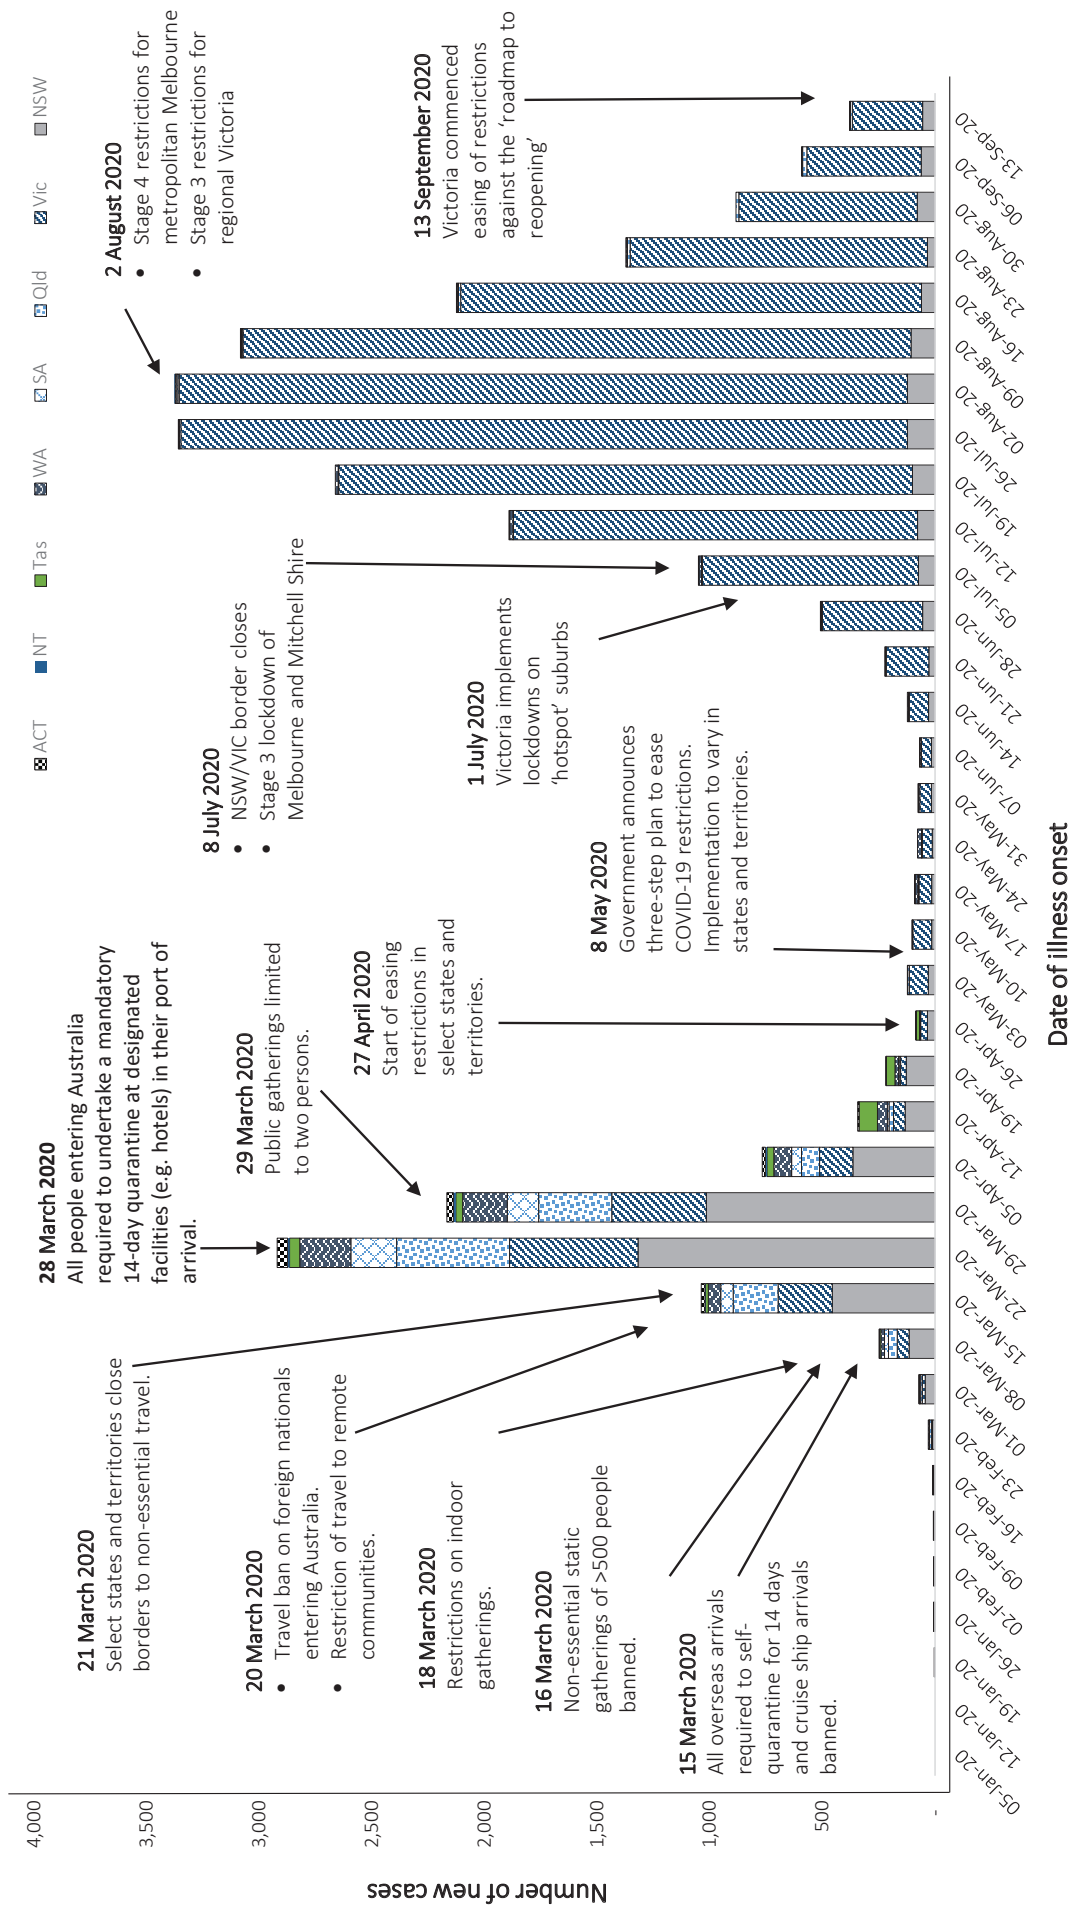 ACT
NT
Tas
WA
SA
Qld
Vic
NSW
28 March 2020
All people entering Australia
required to undertake a mandatory
14-day quarantine at designated
facilities (e.g. hotels) in their port of
arrival.
21 March 2020
Select states and territories close
borders to non-essential travel.
20 March 2020
• Travel ban on foreign nationals
entering Australia.
• Restriction of travel to remote
communities.
18 March 2020
Restrictions on indoor
gatherings.
16 March 2020
Non-essential static
gatherings of >500 people
banned.
15 March 2020
All overseas arrivals
required to self-
quarantine for 14 days
and cruise ship arrivals
banned.
29 March 2020
Public gatherings limited
to two persons.
27 April 2020
Start of easing
restrictions in
select states and
territories.
8 May 2020
Government announces
three-step plan to ease
COVID-19 restrictions.
Implementation to vary in
states and territories.
8 July 2020
• NSW/VIC border closes
• Stage 3 lockdown of
Melbourne and Mitchell Shire
1 July 2020
Victoria implements
lockdowns on
‘hotspot’ suburbs
2 August 2020
• Stage 4 restrictions for
metropolitan Melbourne
• Stage 3 restrictions for
regional Victoria
13 September 2020
Victoria commenced
easing of restrictions
against the ‘roadmap to
reopening’
Number of new cases
4,000
3,500
3,000
2,500
2,000
1,500
1,000
500
-
05-Jan-20
12-Jan-20
19-Jan-20
26-Jan-20
02-Feb-20
09-Feb-20
16-Feb-20
23-Feb-20
01-Mar-20
08-Mar-20
15-Mar-20
22-Mar-20
29-Mar-20
05-Apr-20
12-Apr-20
19-Apr-20
26-Apr-20
03-May-20
10-May-20
17-May-20
24-May-20
31-May-20
07-Jun-20
14-Jun-20
21-Jun-20
28-Jun-20
05-Jul-20
12-Jul-20
19-Jul-20
26-Jul-20
02-Aug-20
09-Aug-20
16-Aug-20
23-Aug-20
30-Aug-20
06-Sep-20
13-Sep-20
Date of illness onset